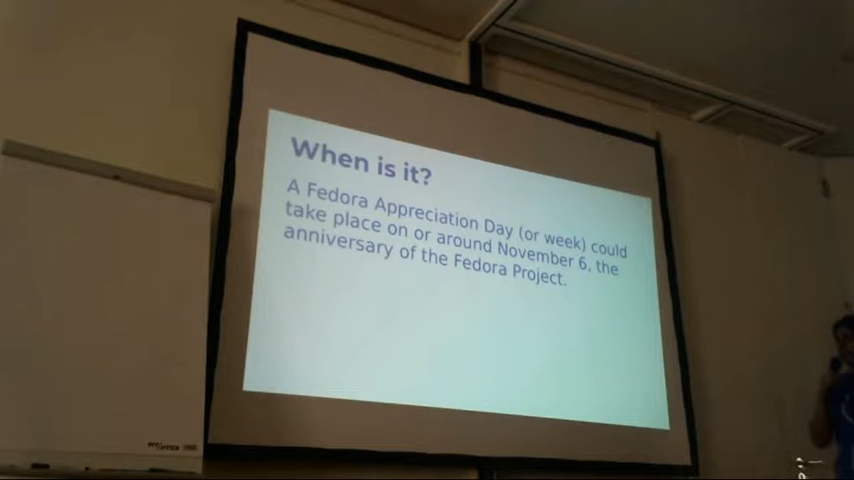 When is it?
A Fedora Appreciation Day (or week) could
take place on or around November 6, the
anniversary of the Fedora Project.